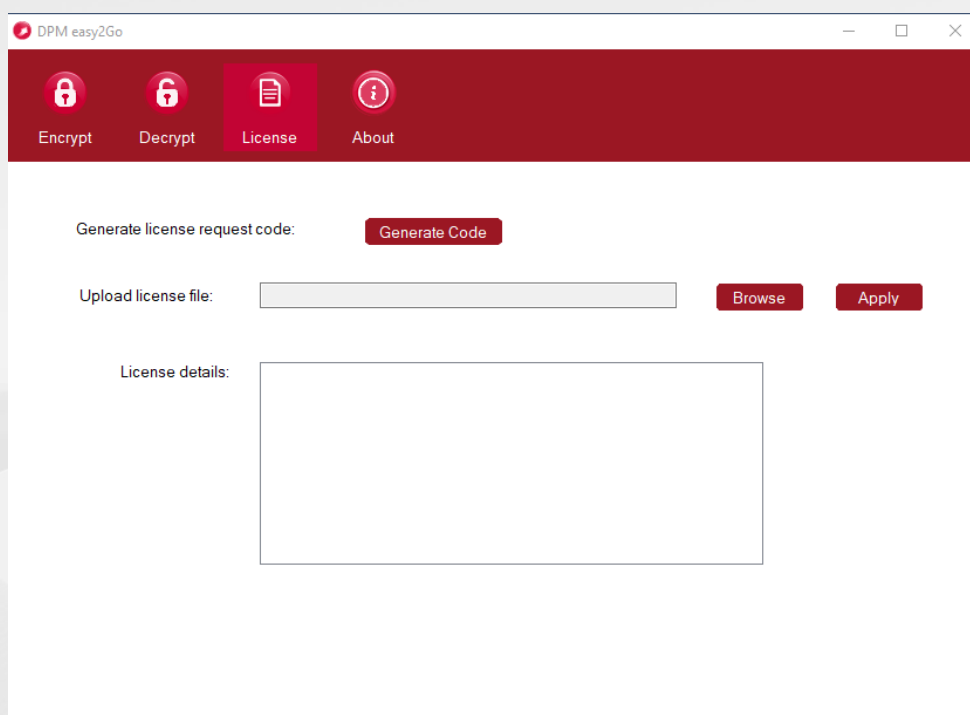 DPM easy2Go
Encrypt Decrypt License About
Generate license request code: Generate Code
Upload license file: Browse Apply
License details: